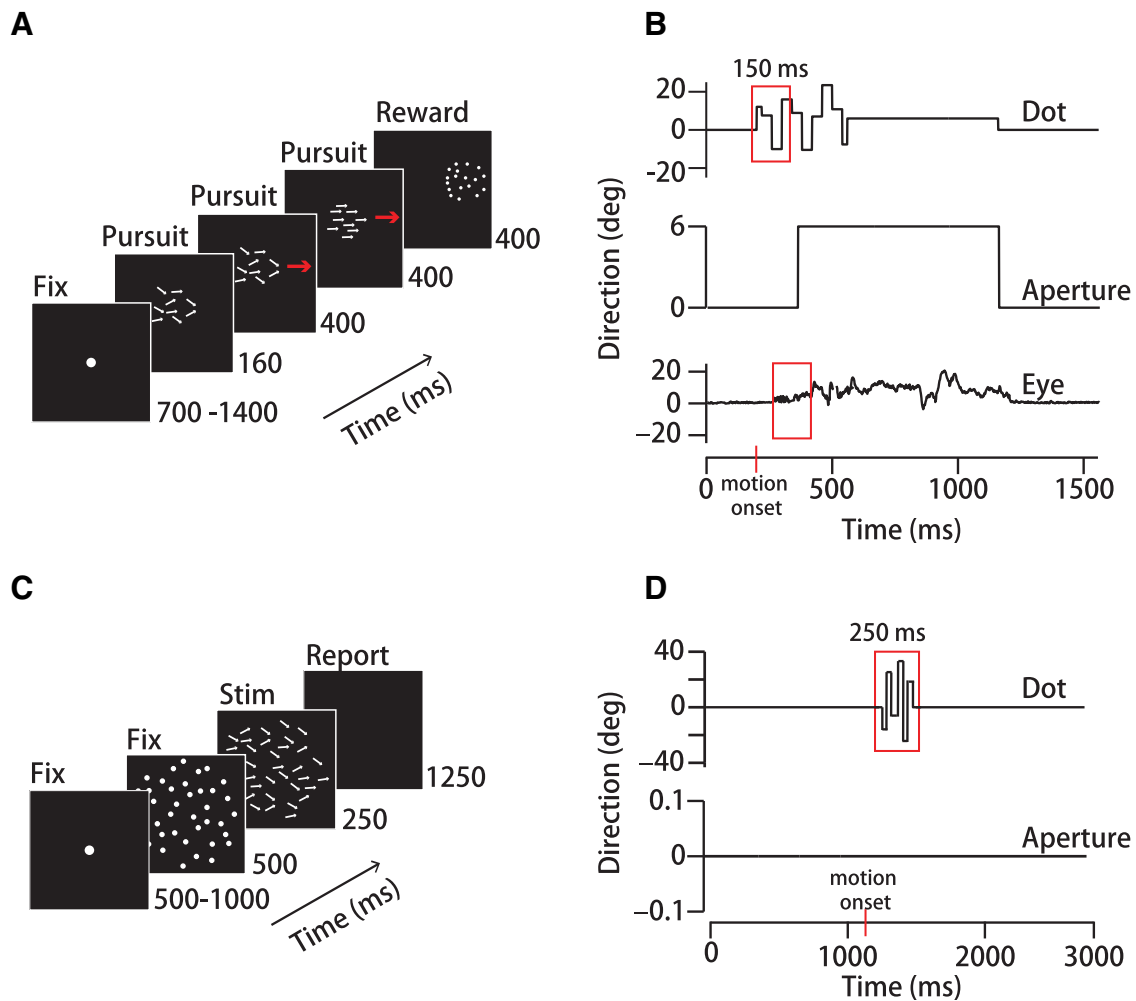 A
Reward
Pursuit
Pursuit
Pursuit
Fix
400
400
400
160
700 -1400
Time (ms)
B
150 ms
20
0
-20
Dot
6
0
Aperture
Direction (deg)
20
0
−20
Eye
0
motion
onset
500
1000
1500
Time (ms)
C
Report
Stim
Fix
Fix
1250
250
500
500-1000
Time (ms)
D
250 ms
40
0
-40
Dot
Direction (deg)
0.1
0
−0.1
Aperture
motion
onset
0
1000
2000
3000
Time (ms)